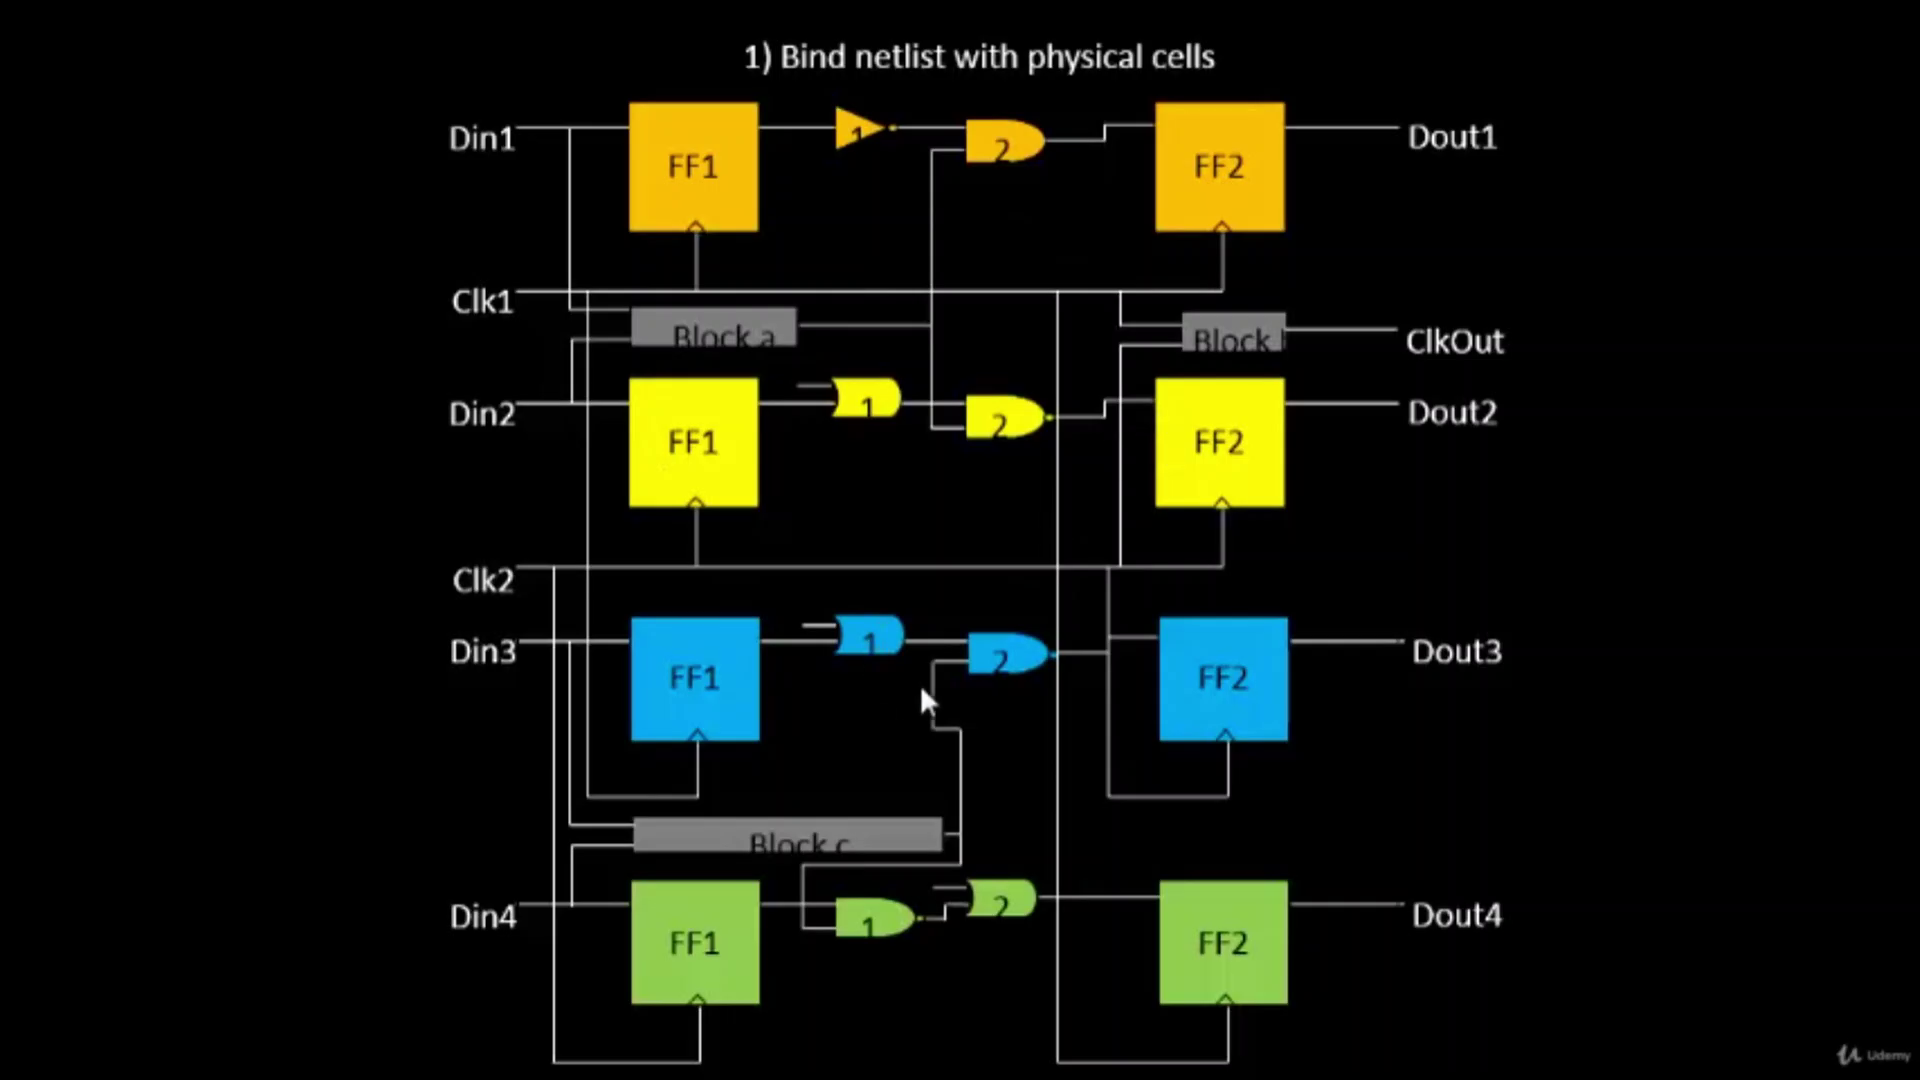 1) Bind netlist with physical cells
Din1
FF1
1
2
FF2
Dout1
Clk1
Block a
Block
ClkOut
Din2
FF1
1
2
FF2
Dout2
Clk2
Din3
FF1
1
2
FF2
Dout3
Block c
Din4
FF1
1
2
FF2
Dout4
Udemy